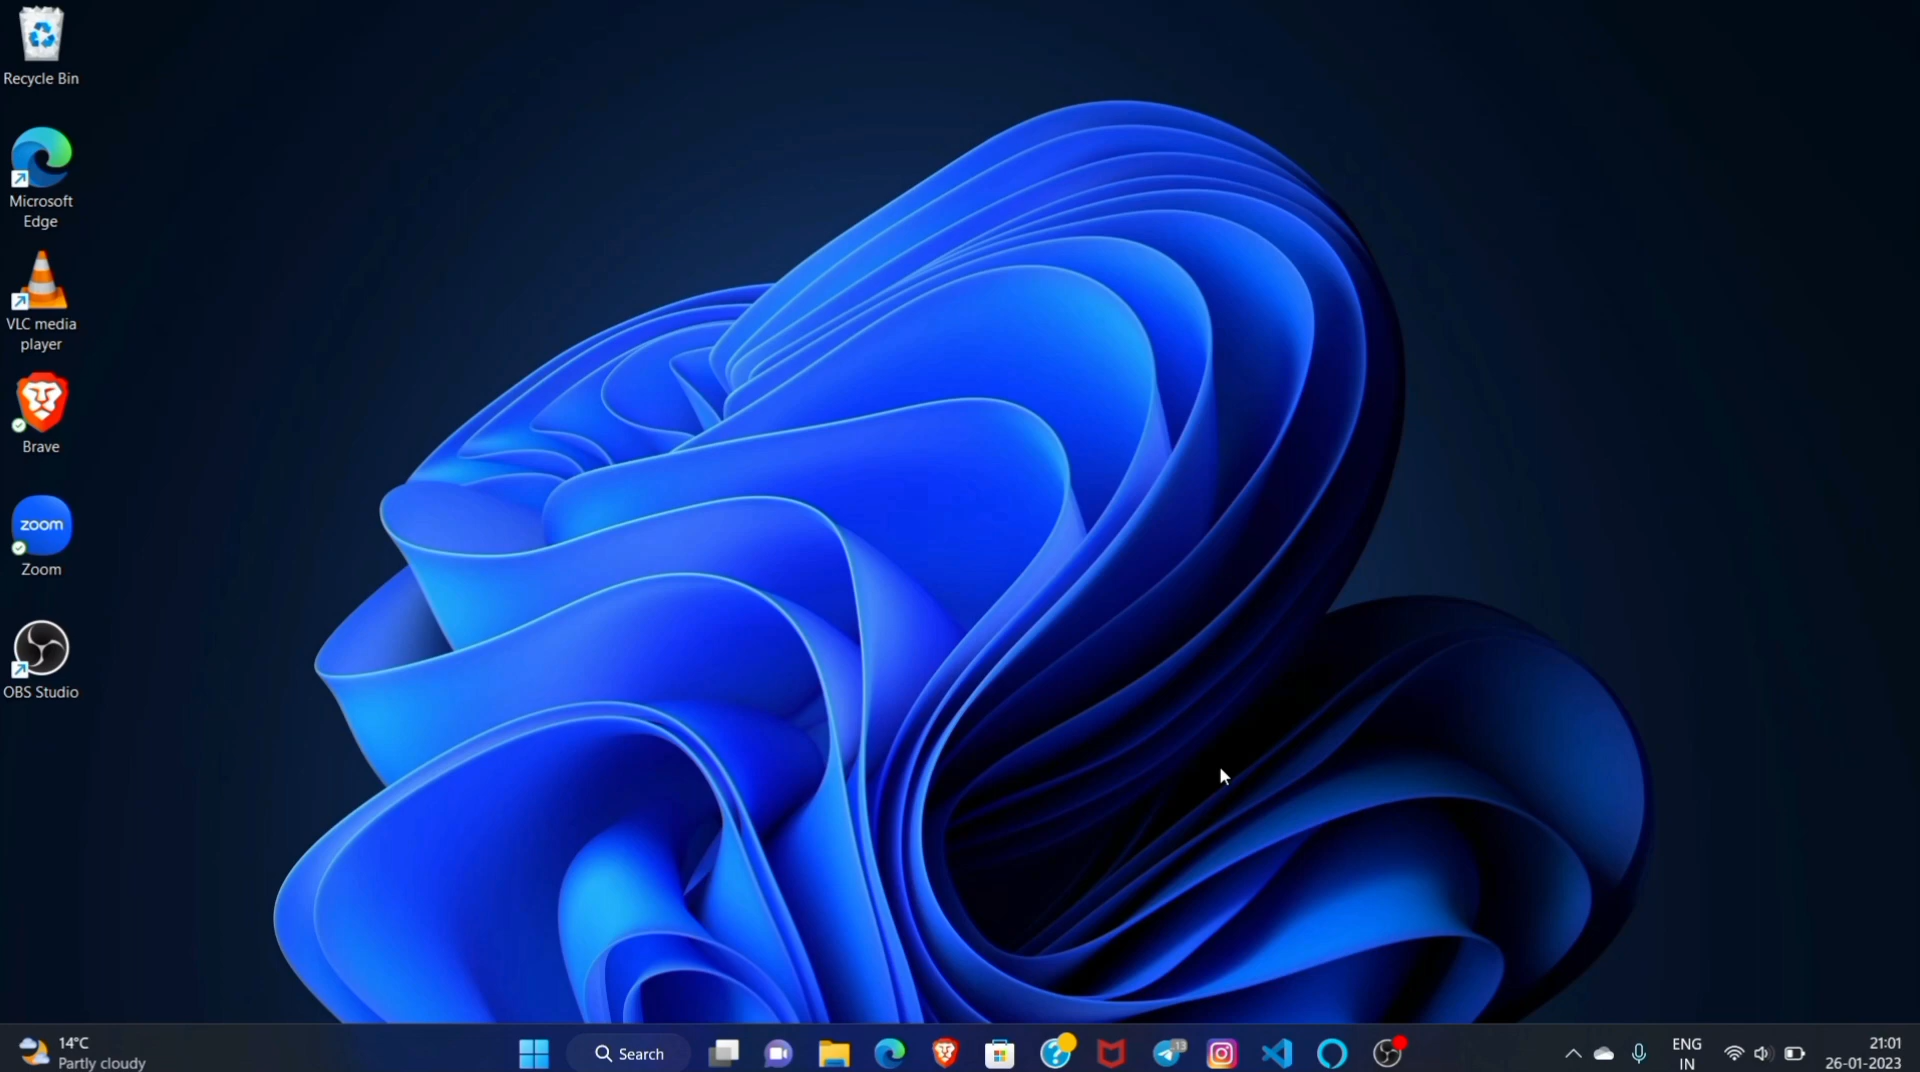 Recycle Bin
Microsoft
Edge
VLC media
player
Brave
zoom
Zoom
OBS Studio
14°C
Partly cloudy
Search
13
ENG
IN
21:01
26-01-2023